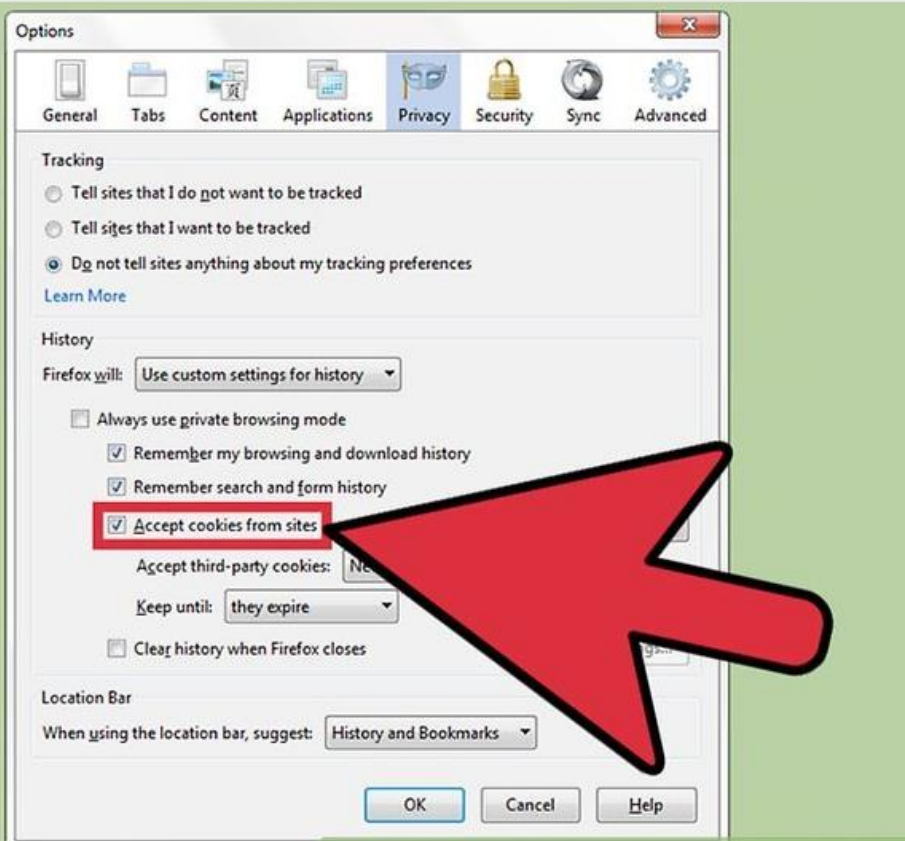 Options
General Tabs Content Applications Privacy Security Sync Advanced
Tracking
Tell sites that I do not want to be tracked
Tell sites that I want to be tracked
Do not tell sites anything about my tracking preferences
Learn More
History
Firefox will: Use custom settings for history
Always use private browsing mode
Remember my browsing and download history
Remember search and form history
Accept cookies from sites
Accept third-party cookies:
Keep until: they expire
Clear history when Firefox closes
Location Bar
When using the location bar, suggest: History and Bookmarks
OK Cancel Help